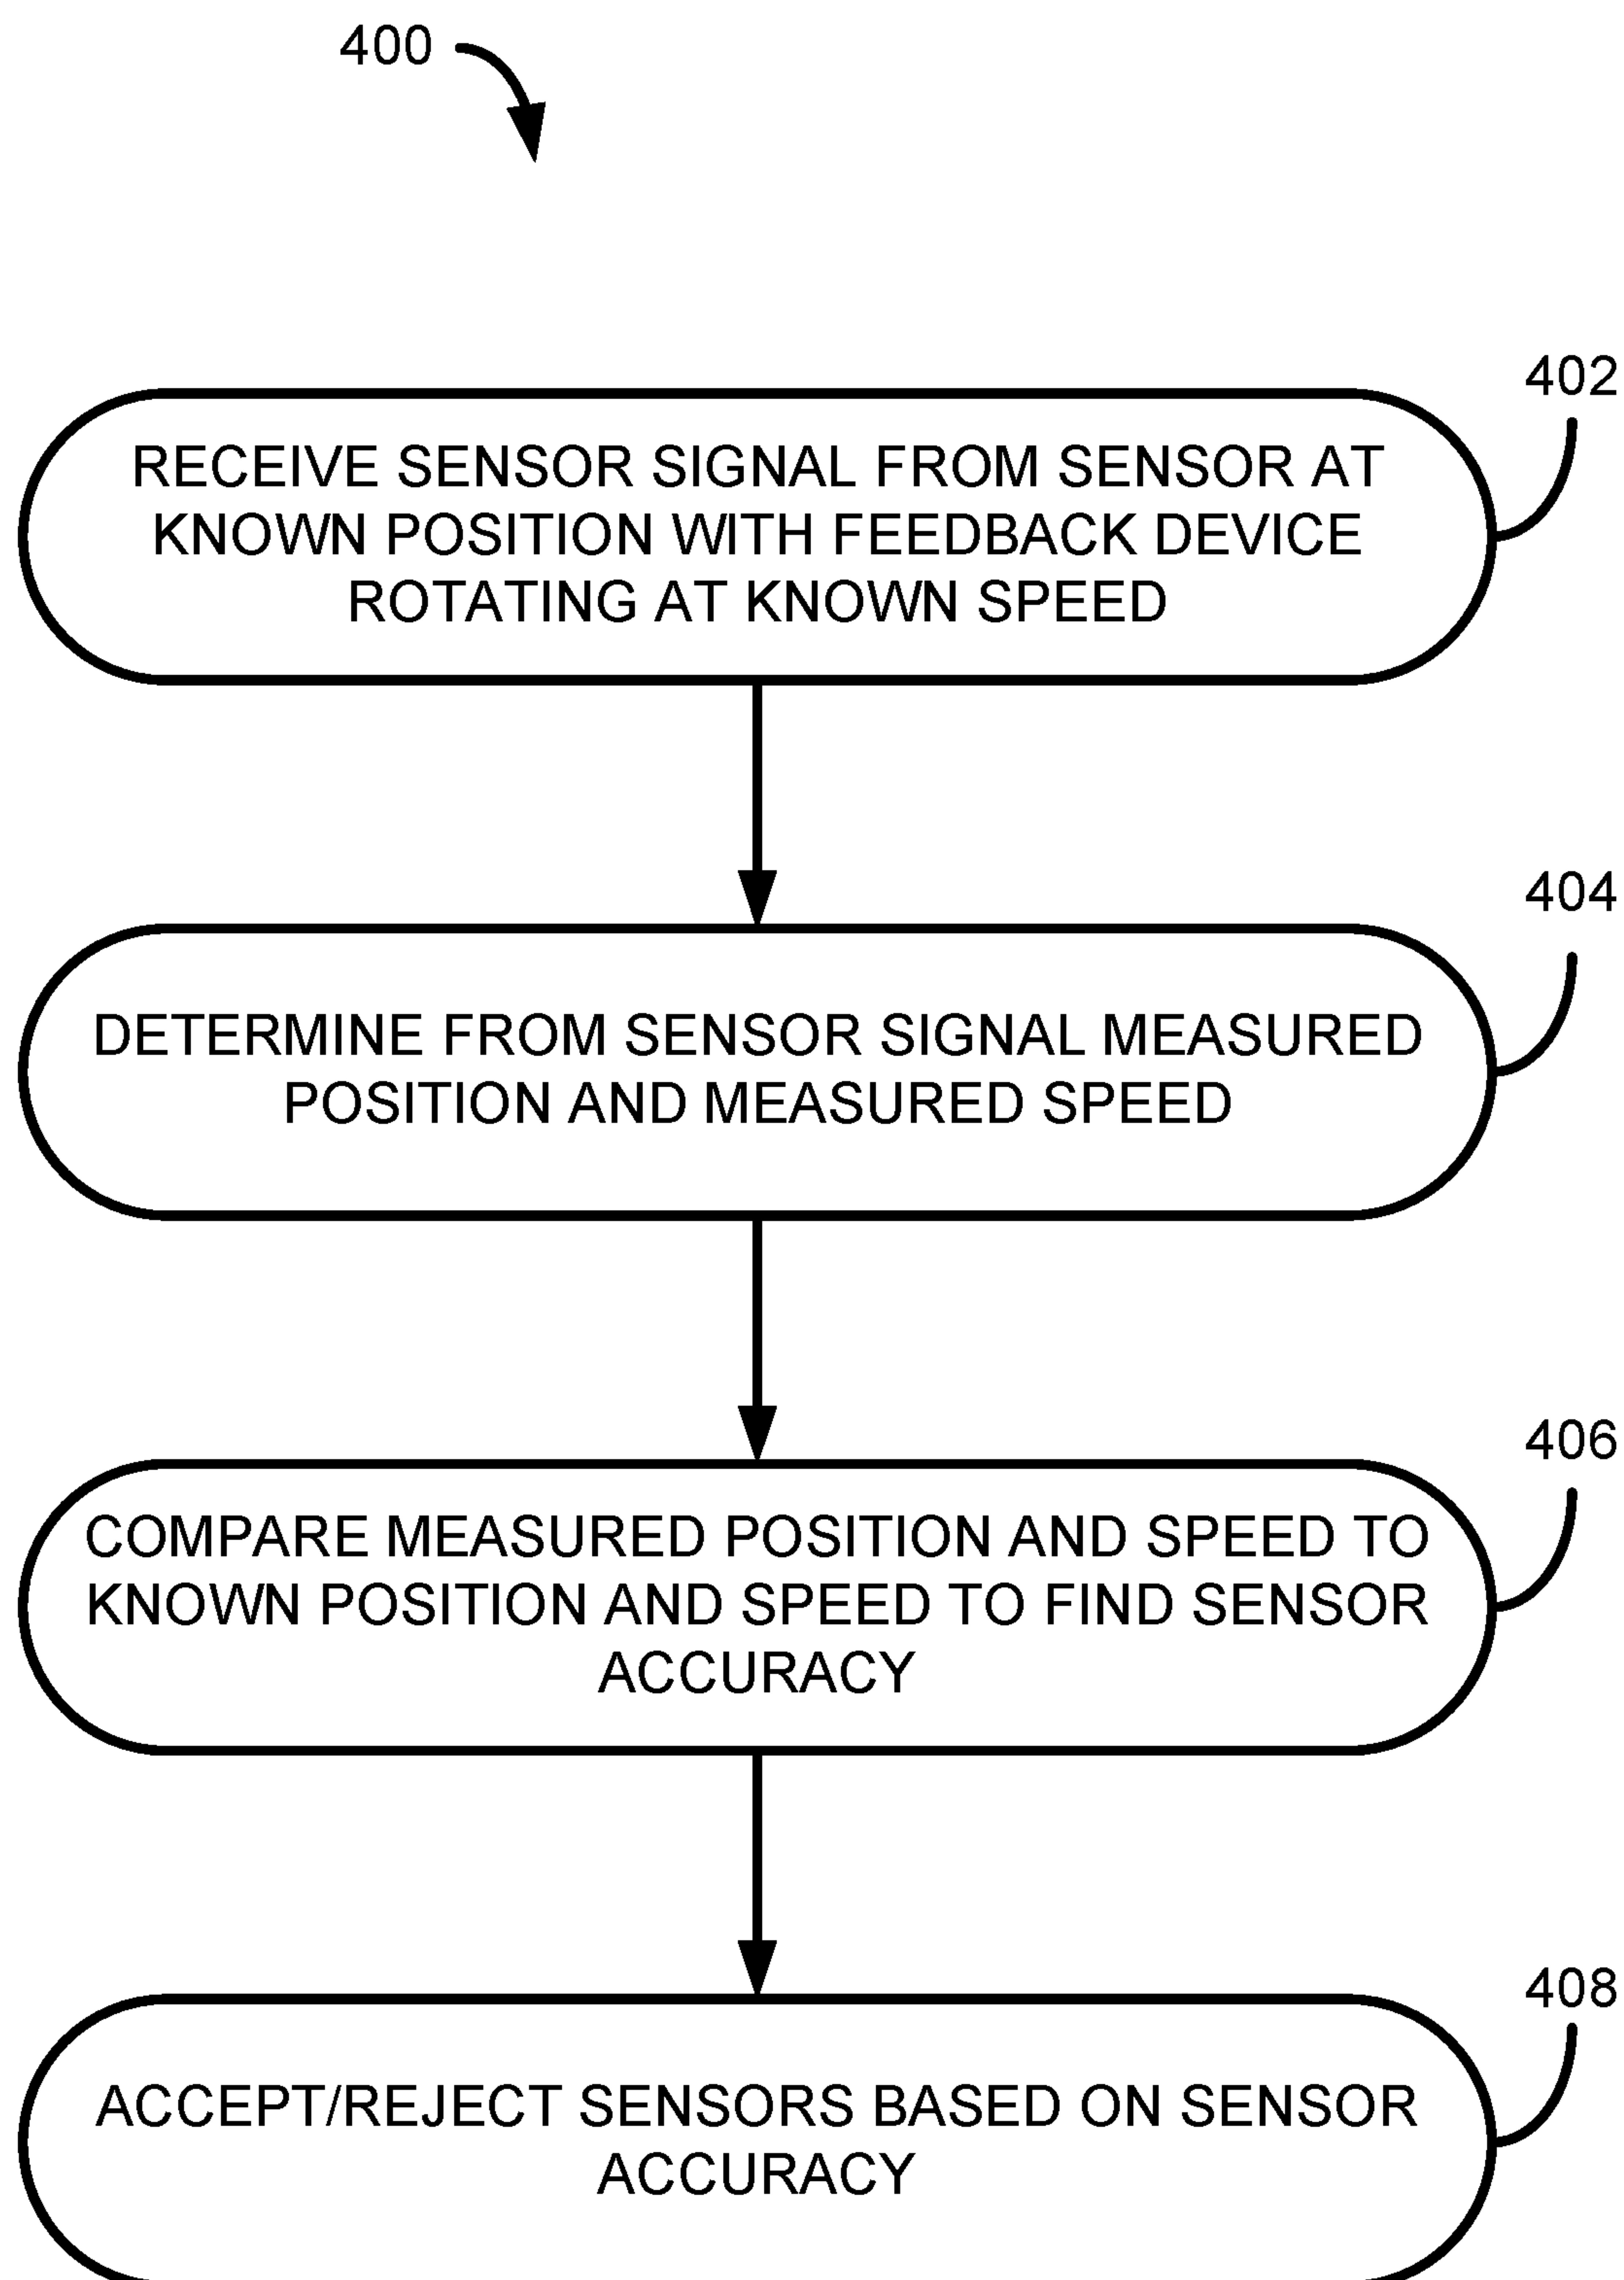 400
402
RECEIVE SENSOR SIGNAL FROM SENSOR AT
KNOWN POSITION WITH FEEDBACK DEVICE
ROTATING AT KNOWN SPEED
404
DETERMINE FROM SENSOR SIGNAL MEASURED
POSITION AND MEASURED SPEED
406
COMPARE MEASURED POSITION AND SPEED TO
KNOWN POSITION AND SPEED TO FIND SENSOR
ACCURACY
408
ACCEPT/REJECT SENSORS BASED ON SENSOR
ACCURACY